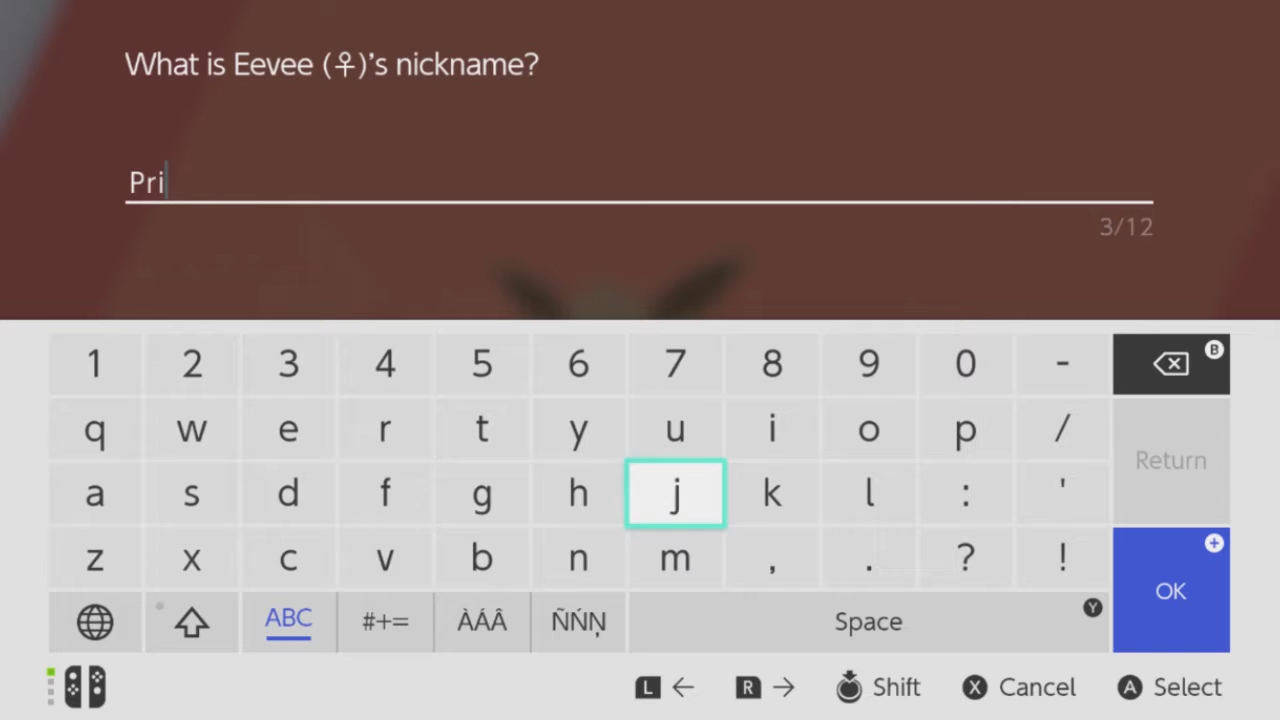 What is Eevee (♀)'s nickname?
Pri
3/12
1 2 3 4 5 6 7 8 9 0 - B
q w e r t y u i o p / Return
a s d f g h j k l : '
z x c v b n m , . ? ! + OK
ABC #+= ÀÁÂ ÑŃŅ Space Y
L ← R → Shift X Cancel A Select